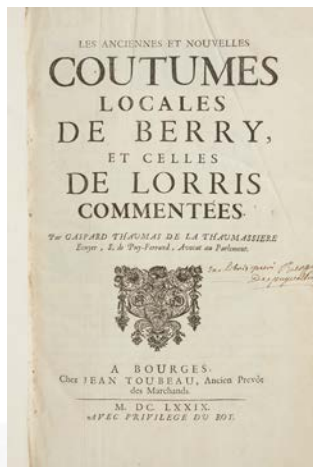 LES ANCIENNES ET NOUVELLES
COUTUMES
LOCALES
DE BERRY,
ET CELLES
DE LORRIS
COMMENTÉES.
Par GASPARD THAUMAS DE LA THAUMASSIERE
Ecuyer, S. de Puy-Ferrand, Avocat au Parlement.
A BOURGES.
Chez JEAN TOUBEAU, Ancien Prevôt
des Marchands.
M. DC. LXXIX.
AVEC PRIVILEGE DU ROY.